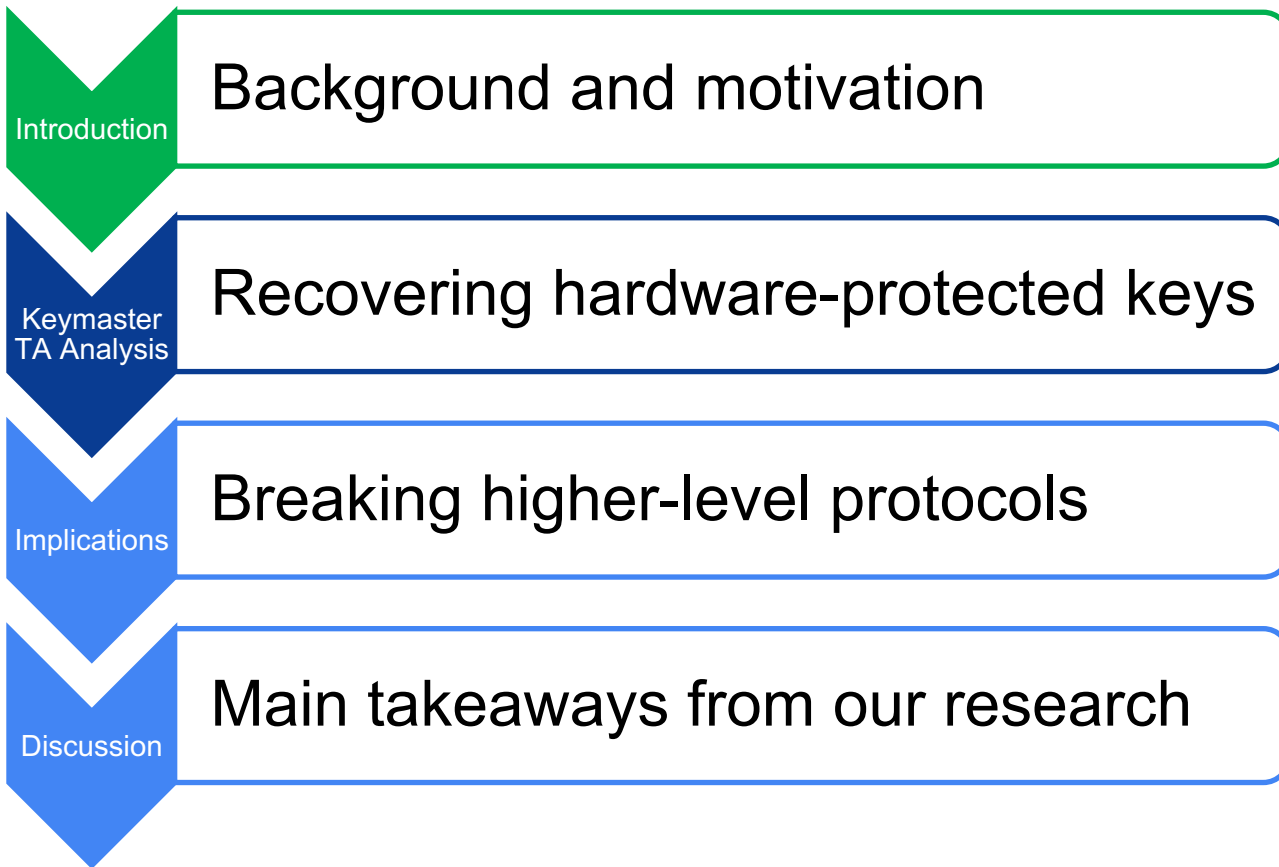 Introduction
Background and motivation
Keymaster
TA Analysis
Recovering hardware-protected keys
Implications
Breaking higher-level protocols
Discussion
Main takeaways from our research